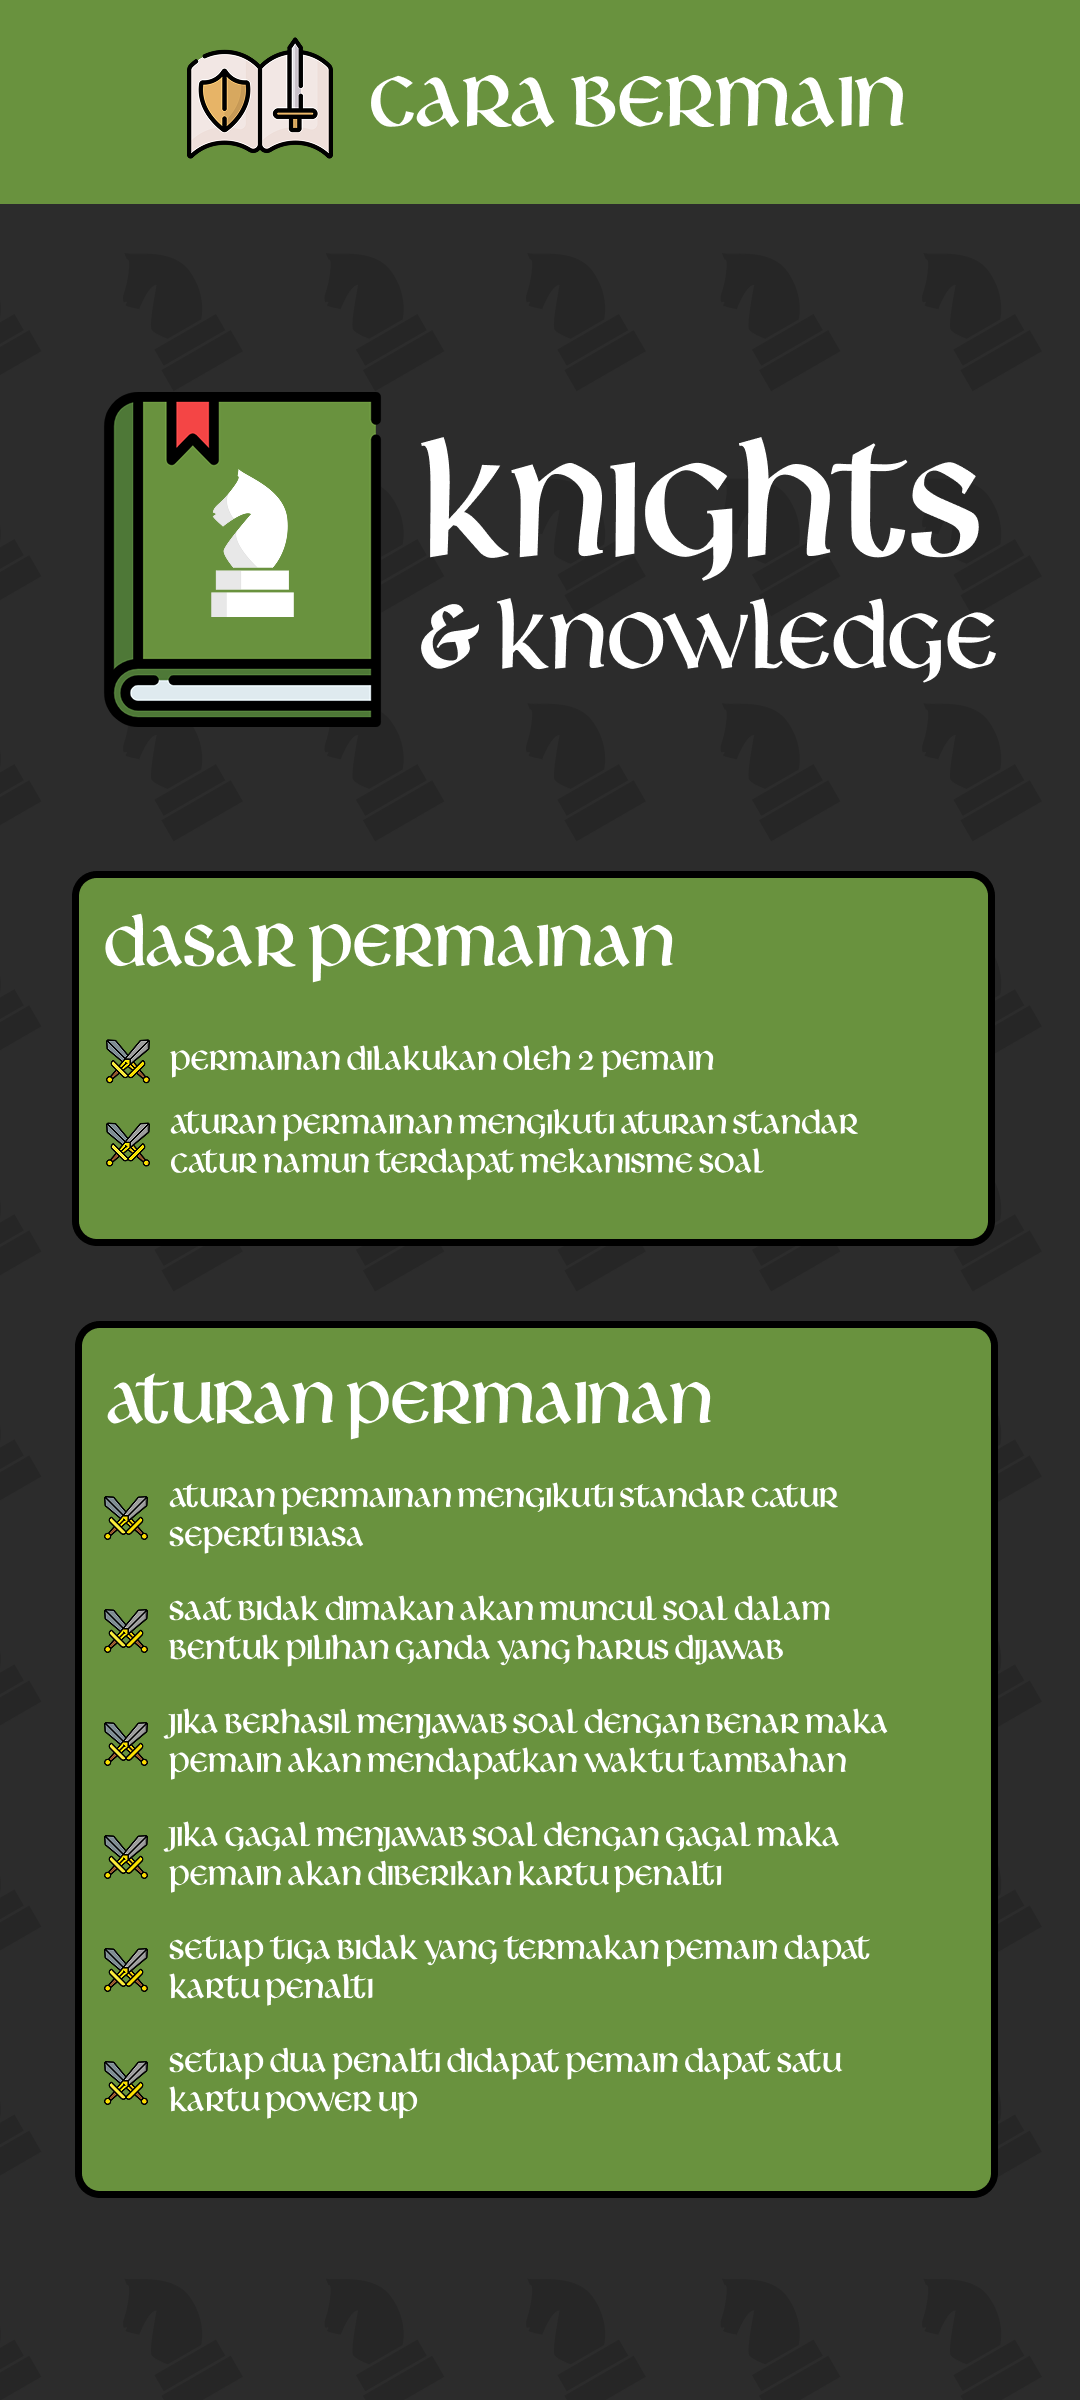 CARA BERMAIN
knights
& knowledge
dasar permainan
permainan dilakukan oleh 2 pemain
aturan permainan mengikuti aturan standar
catur namun terdapat mekanisme soal
aturan permainan
aturan permainan mengikuti standar catur
seperti biasa
saat bidak dimakan akan muncul soal dalam
bentuk pilihan ganda yang harus dijawab
jika berhasil menjawab soal dengan benar maka
pemain akan mendapatkan waktu tambahan
jika gagal menjawab soal dengan gagal maka
pemain akan diberikan kartu penalti
setiap tiga bidak yang termakan pemain dapat
kartu penalti
setiap dua penalti didapat pemain dapat satu
kartu power up